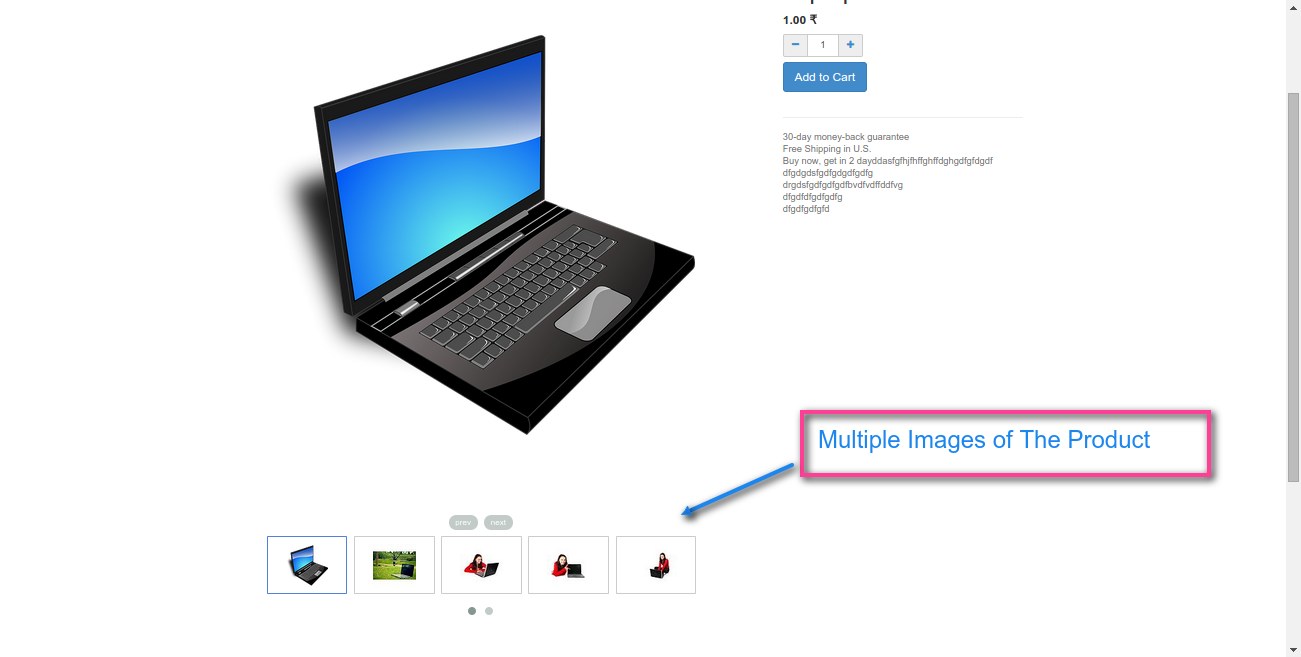 1.00 ₹
1
Add to Cart
30-day money-back guarantee
Free Shipping in U.S.
Buy now, get in 2 dayddasfgfhjfhffghffdghgdfgfdgdf
dfgdgdsfgdfgdgdfgdfg
drgdsfgdfgdfgdfbvdfvdffddfvg
dfgdfdfgdfgdfg
dfgdfgdfgfd
Multiple Images of The Product
prev next